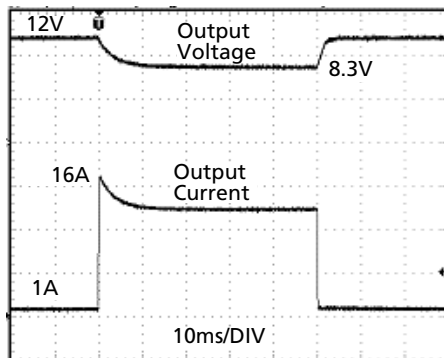 12V
Output
Voltage
8.3V
16A
Output
Current
1A
10ms/DIV